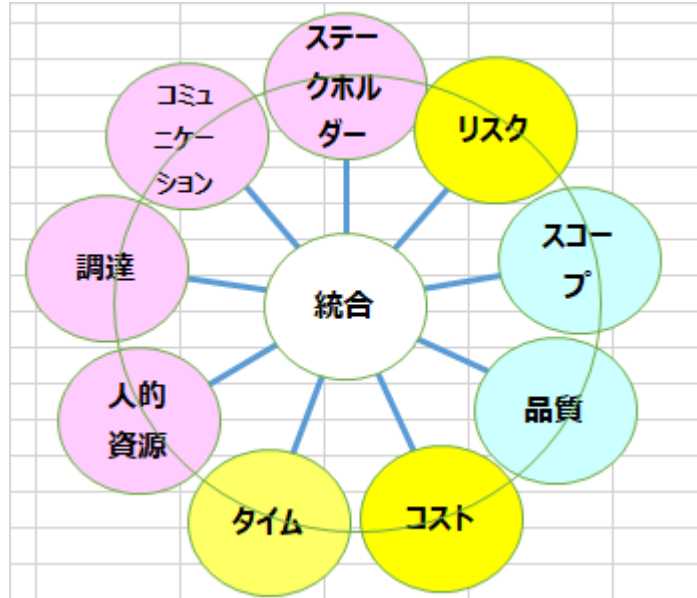 ステー
クホル
ダー
リスク
スコー
プ
品質
コスト
タイム
人的
資源
調達
コミュ
ニケー
ション
統合